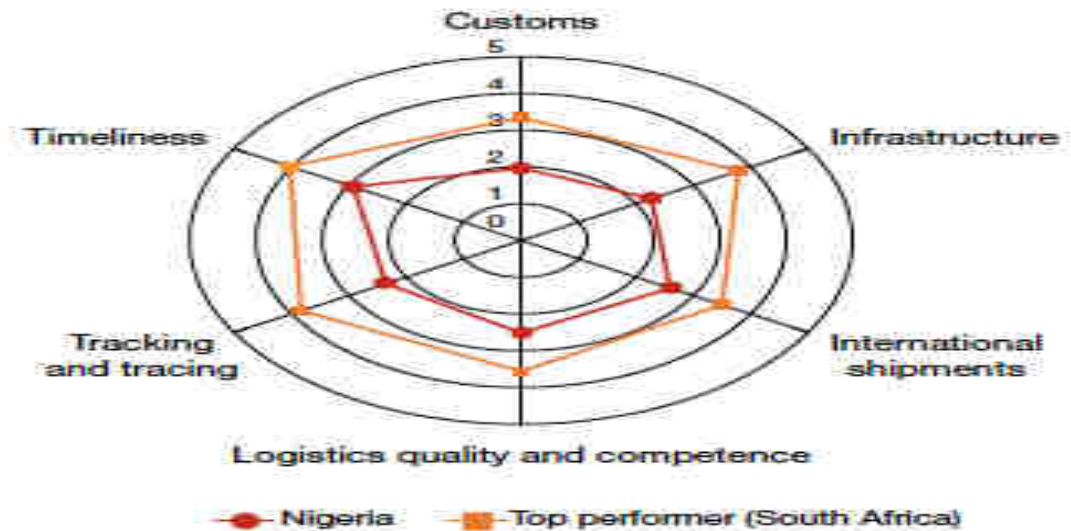 Customs
5
4
3
2
1
0
Timeliness
Infrastructure
Tracking
and tracing
International
shipments
Logistics quality and competence
Nigeria
Top performer (South Africa)